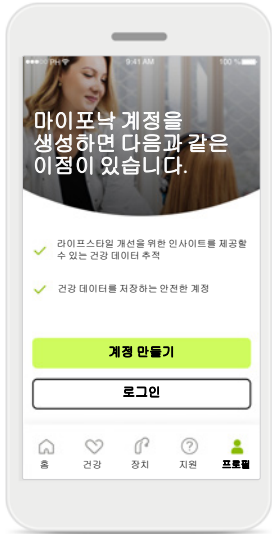 PH
9:41 AM
100 %
마이포낙 계정을
생성하면 다음과 같은
이점이 있습니다.
라이프스타일 개선을 위한 인사이트를 제공할
수 있는 건강 데이터 추적
건강 데이터를 저장하는 안전한 계정
계정 만들기
로그인
홈
건강
장치
지원
프로필